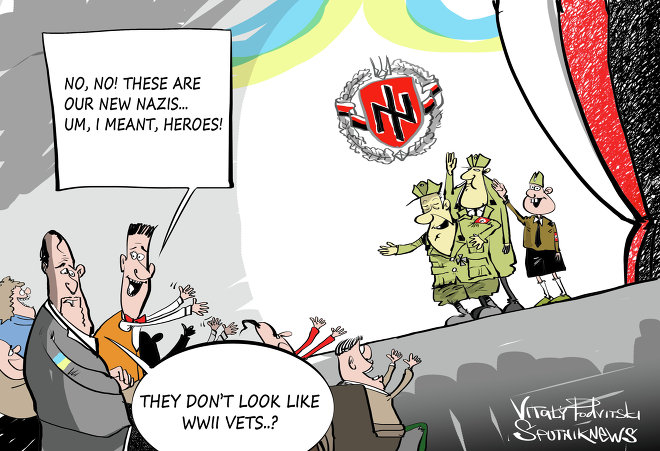 NO, NO! THESE ARE
OUR NEW NAZIS...
UM, I MEANT, HEROES!
THEY DON'T LOOK LIKE
WWII VETS..?
Vitaly Podvitski
SPUTNIKNEWS